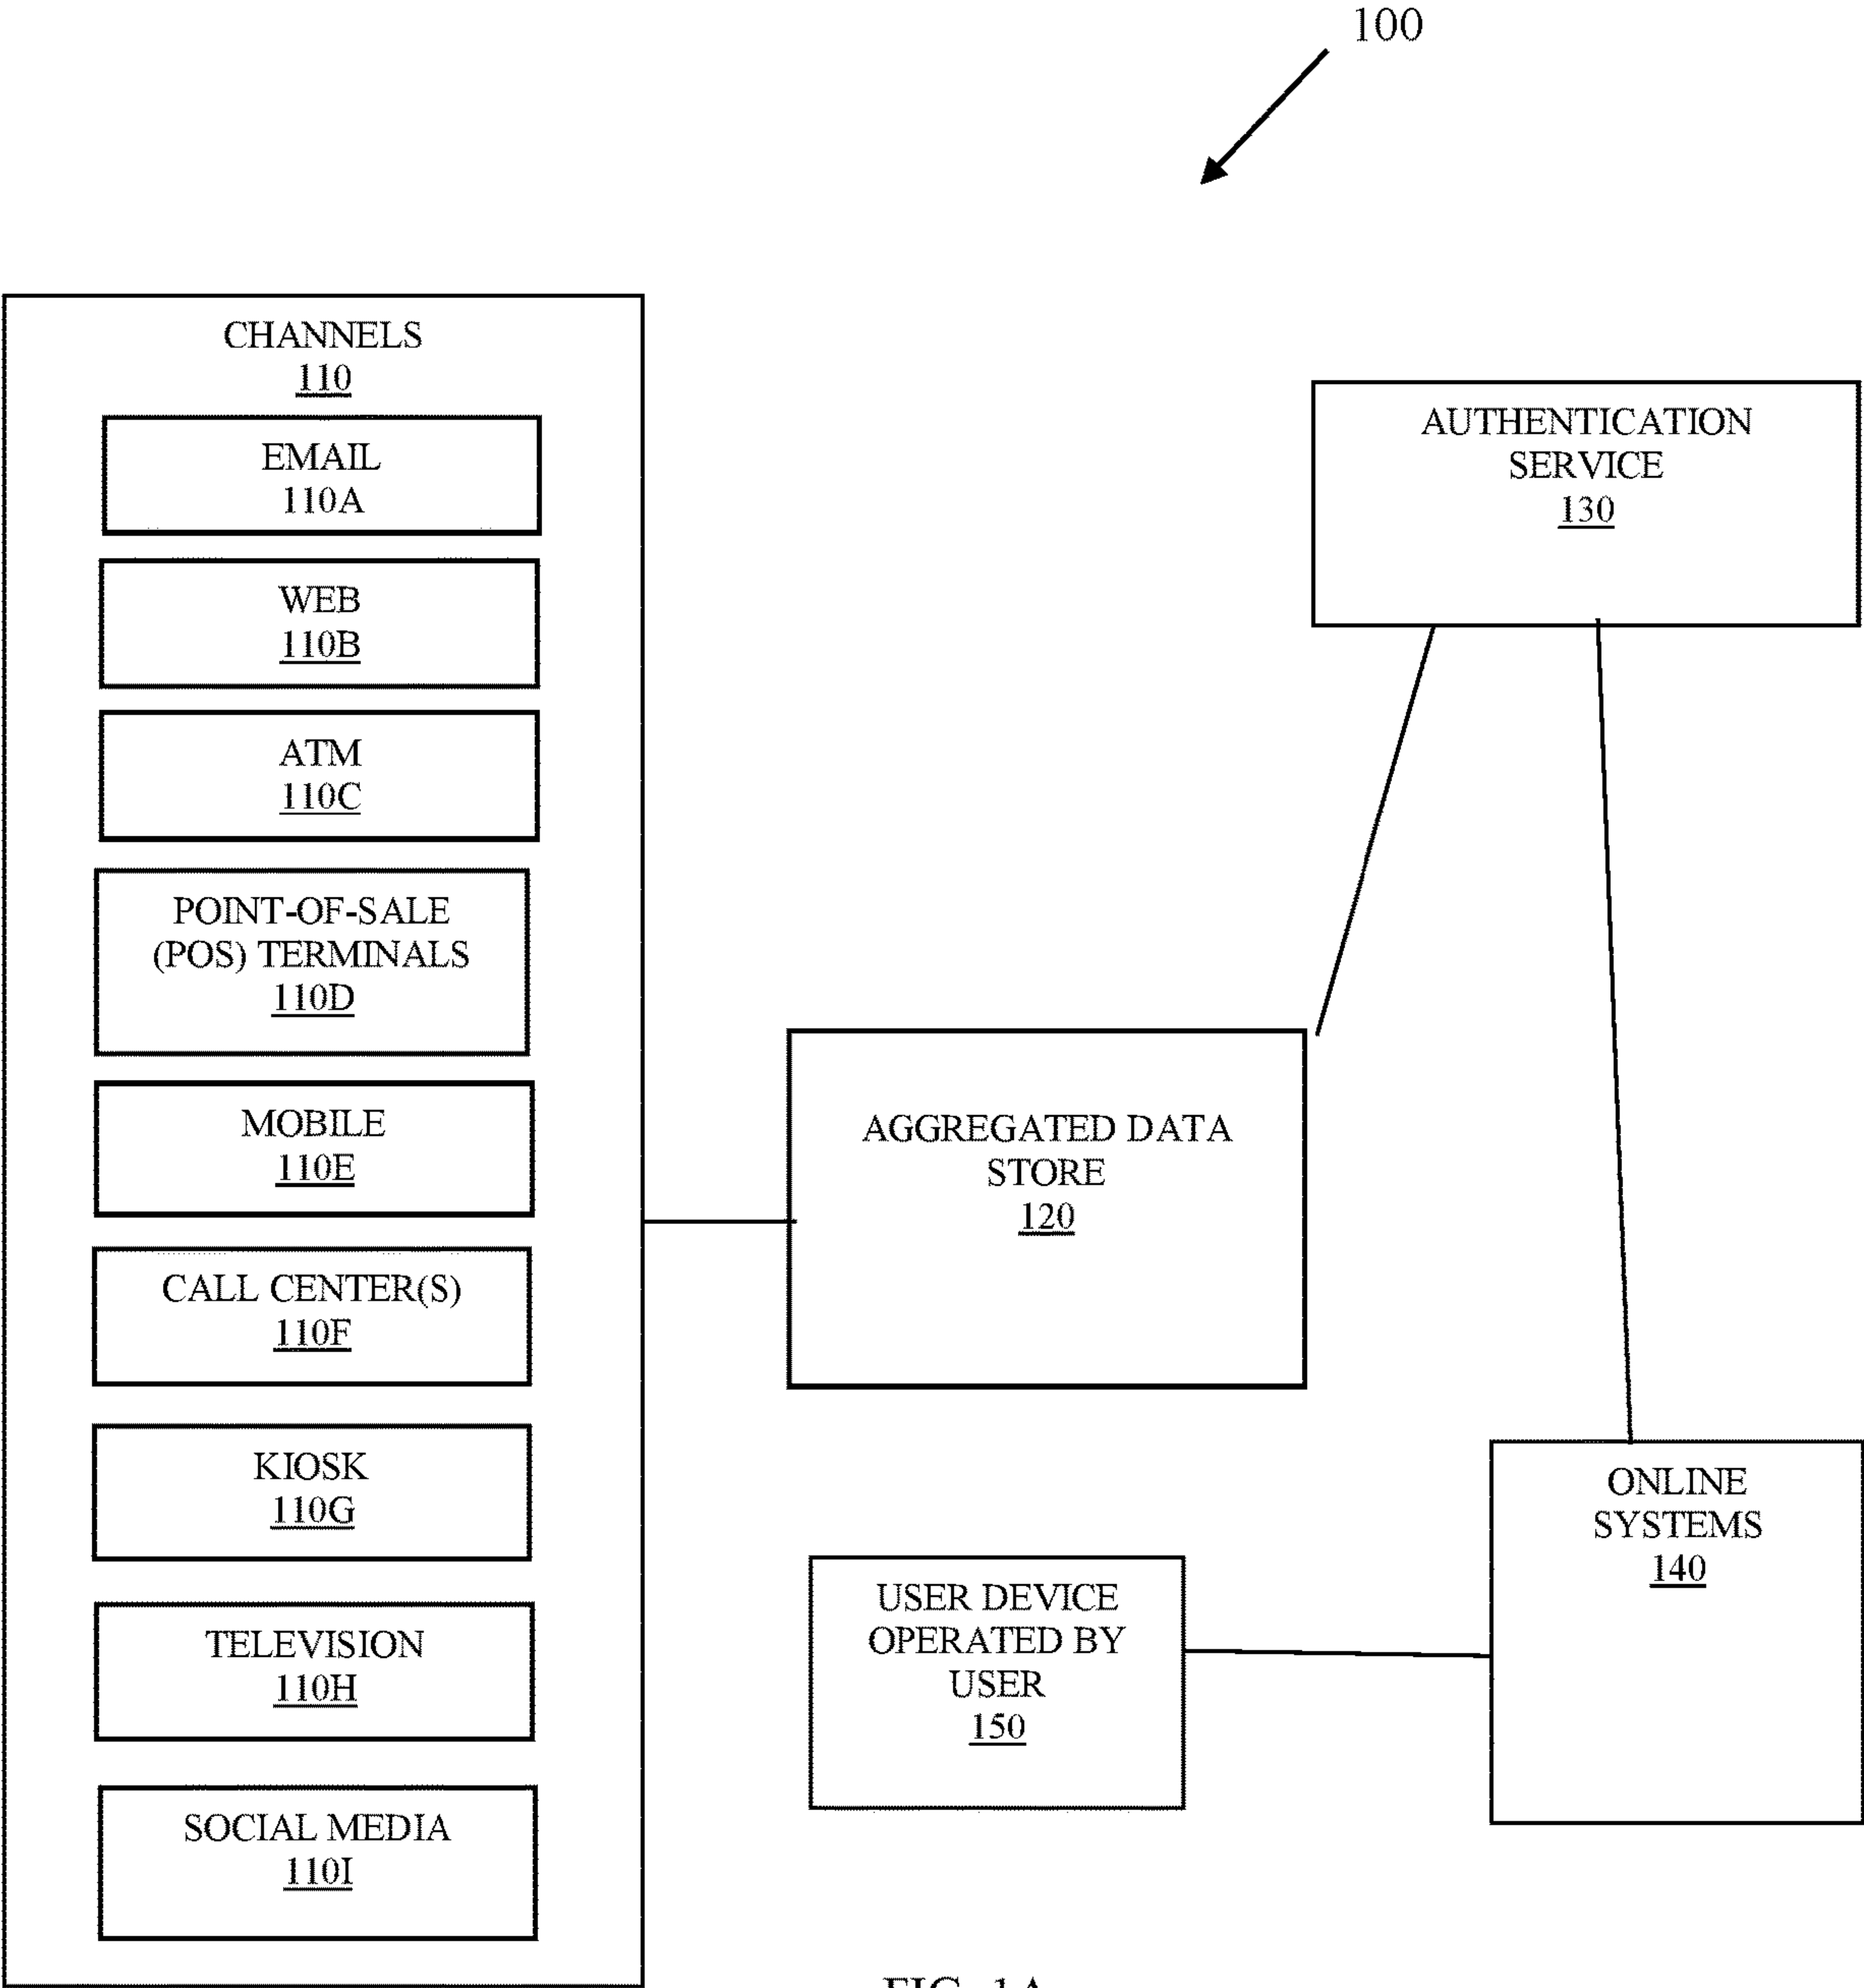 100
CHANNELS
110
EMAIL
110A
WEB
110B
ATM
110C
POINT-OF-SALE
(POS) TERMINALS
110D
MOBILE
110E
CALL CENTER(S)
110F
KIOSK
110G
TELEVISION
110H
SOCIAL MEDIA
110I
AGGREGATED DATA
STORE
120
AUTHENTICATION
SERVICE
130
USER DEVICE
OPERATED BY
USER
150
ONLINE
SYSTEMS
140
FIG. 1A